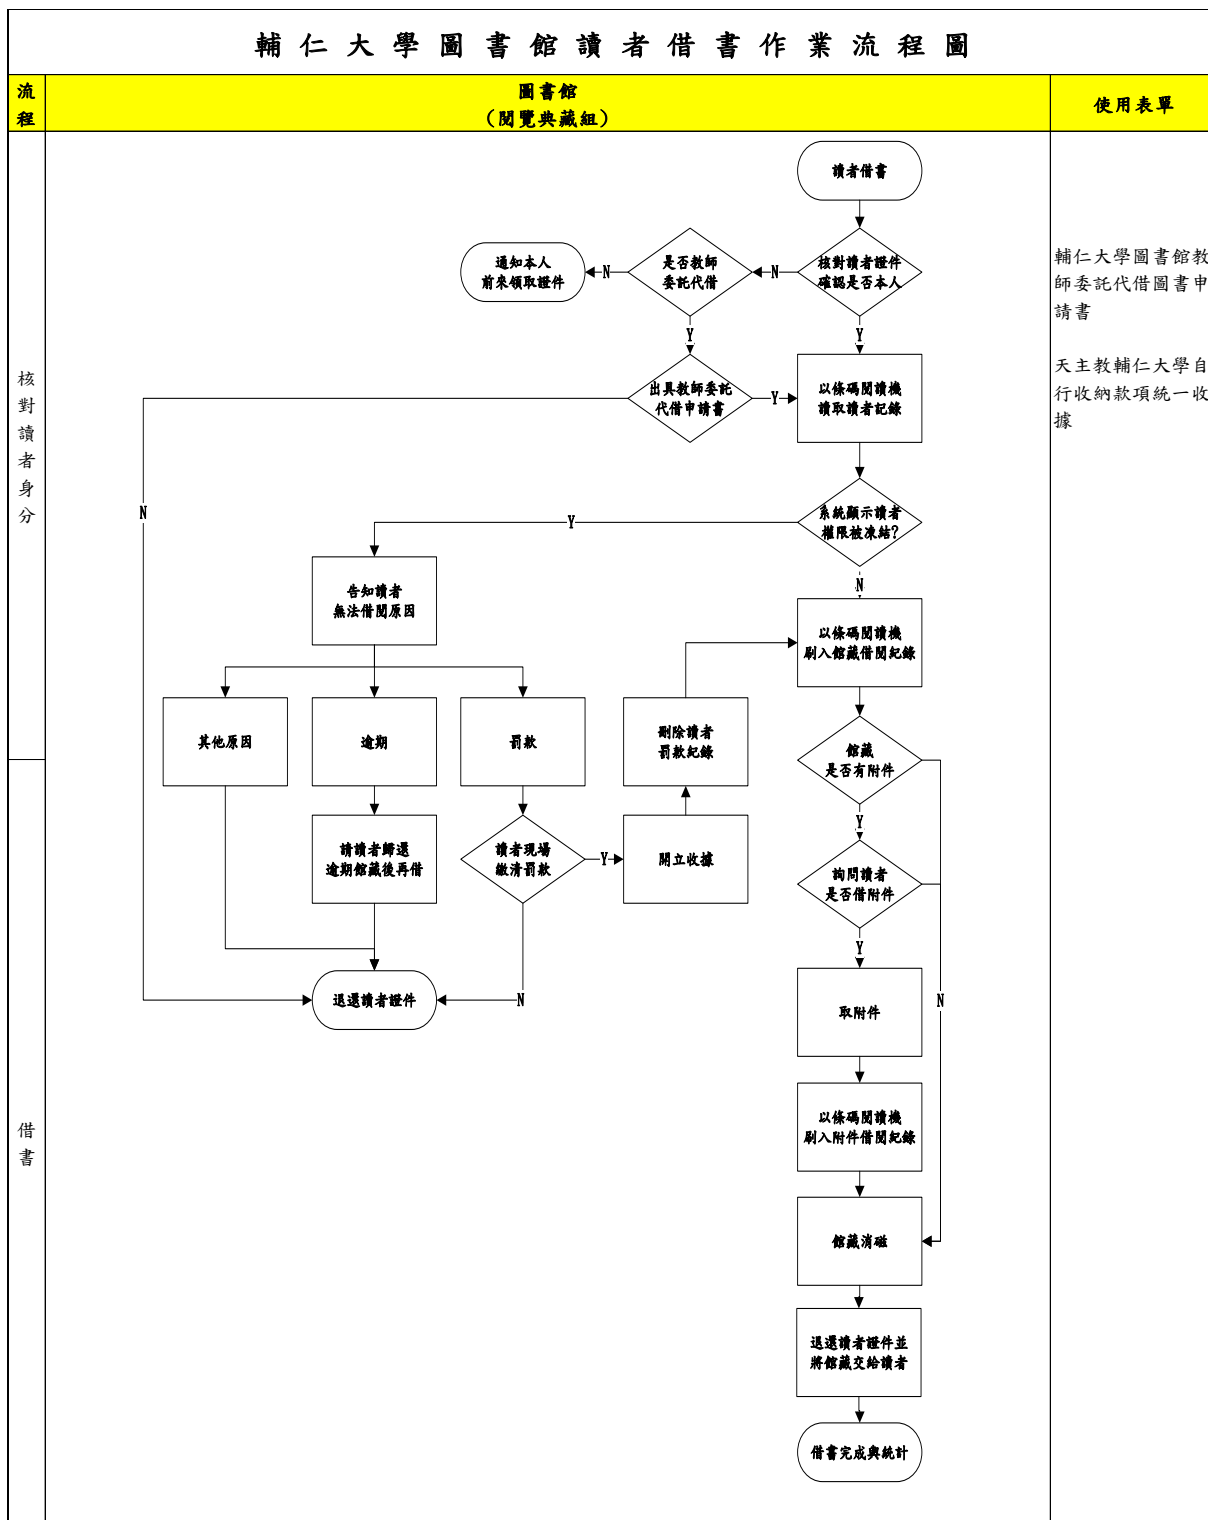 輔仁大學圖書館讀者借書作業流程圖
流
程
圖書館
（閱覽典藏組）
使用表單
讀者借書
通知本人
前來領取證件
N
是否教師
委託代借
N
核對讀者證件
確認是否本人
輔仁大學圖書館教
師委託代借圖書申
請書
Y
Y
天主教輔仁大學自
行收納款項統一收
據
核
對
讀
者
身
分
出具教師委託
代借申請書
Y
以條碼閱讀機
讀取讀者記錄
N
Y
系統顯示讀者
權限被凍結?
N
告知讀者
無法借閱原因
以條碼閱讀機
刷入館藏借閱紀錄
其他原因
逾期
罰款
刪除讀者
罰款紀錄
館藏
是否有附件
Y
請讀者歸還
逾期館藏後再借
讀者現場
繳清罰款
Y
開立收據
詢問讀者
是否借附件
Y
退還讀者證件
N
取附件
N
借
書
以條碼閱讀機
刷入附件借閱紀錄
館藏消磁
退還讀者證件並
將館藏交給讀者
借書完成與統計